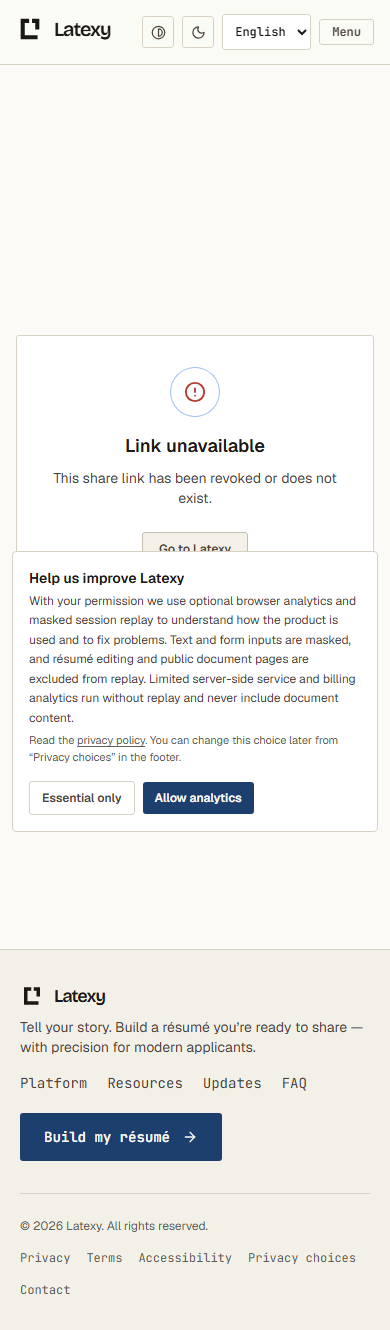 Latexy
English
Menu
Link unavailable
This share link has been revoked or does not
exist.
Go to Latexy
Help us improve Latexy
With your permission we use optional browser analytics and
masked session replay to understand how the product is
used and to fix problems. Text and form inputs are masked,
and résumé editing and public document pages are
excluded from replay. Limited server-side service and billing
analytics run without replay and never include document
content.
Read the privacy policy. You can change this choice later from
“Privacy choices” in the footer.
Essential only
Allow analytics
Latexy
Tell your story. Build a résumé you’re ready to share —
with precision for modern applicants.
Platform Resources Updates FAQ
Build my résumé →
© 2026 Latexy. All rights reserved.
Privacy Terms Accessibility Privacy choices
Contact